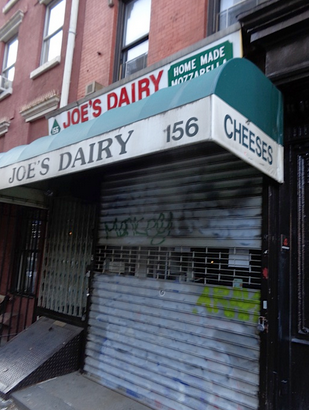 JOE'S DAIRY
HOME MADE
MOZZARELLA
JOE'S DAIRY 156
CHEESES